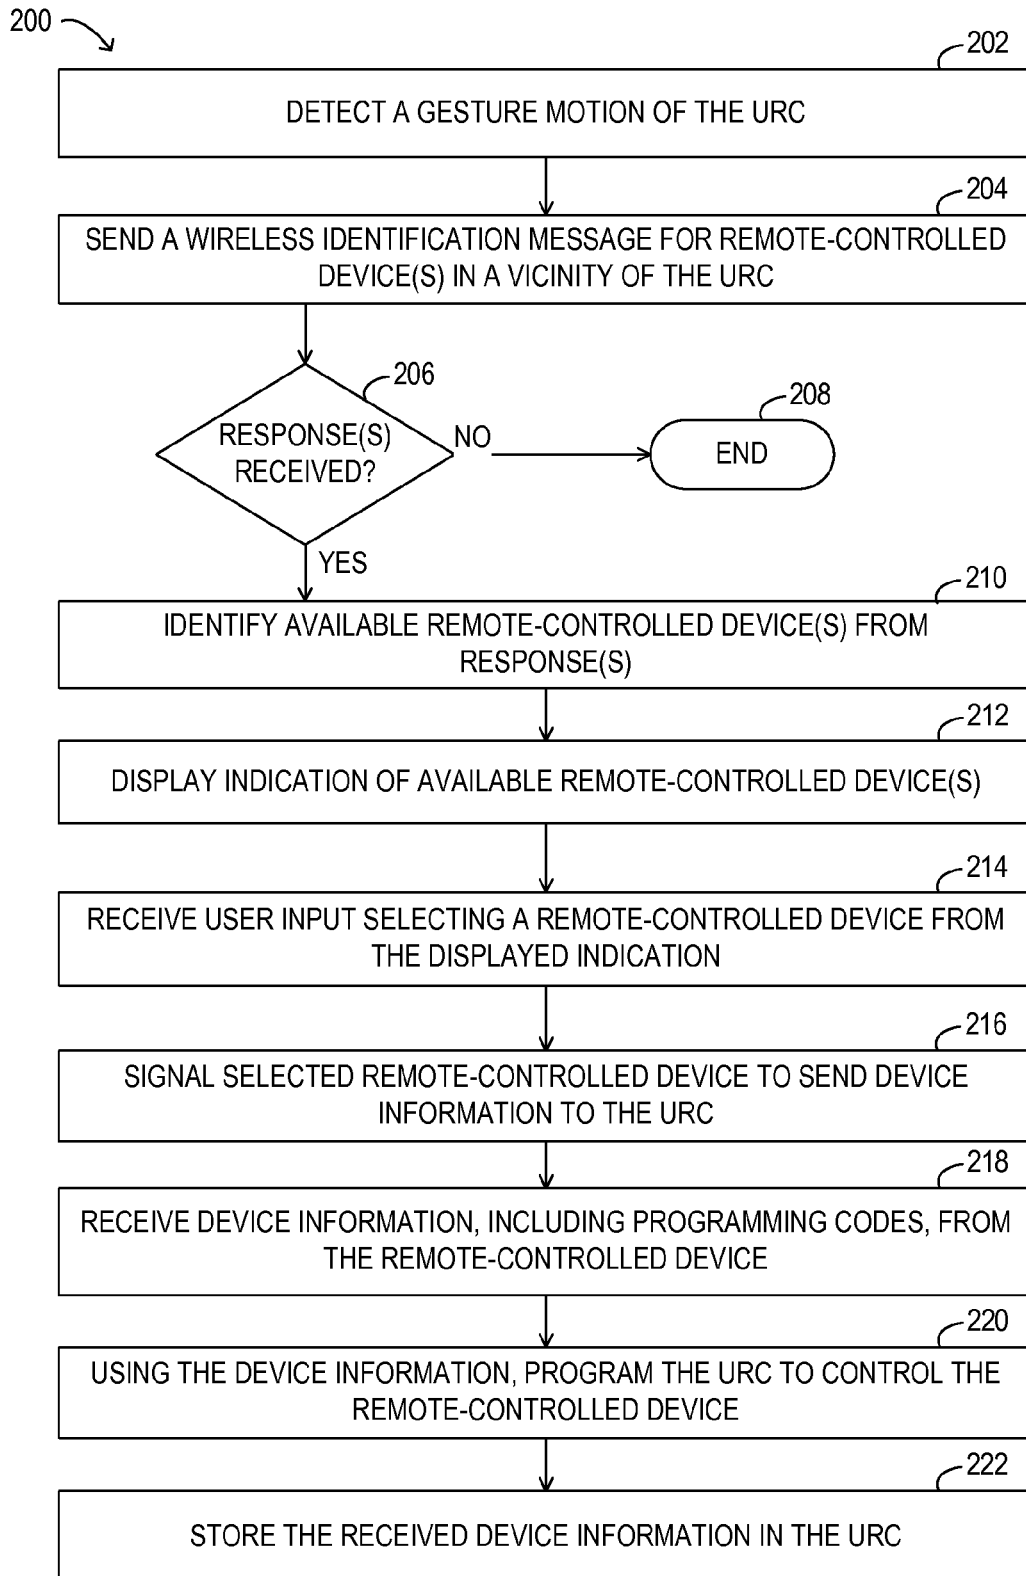 200
202
DETECT A GESTURE MOTION OF THE URC
204
SEND A WIRELESS IDENTIFICATION MESSAGE FOR REMOTE-CONTROLLED
DEVICE(S) IN A VICINITY OF THE URC
206
RESPONSE(S)
RECEIVED?
NO
208
END
YES
210
IDENTIFY AVAILABLE REMOTE-CONTROLLED DEVICE(S) FROM
RESPONSE(S)
212
DISPLAY INDICATION OF AVAILABLE REMOTE-CONTROLLED DEVICE(S)
214
RECEIVE USER INPUT SELECTING A REMOTE-CONTROLLED DEVICE FROM
THE DISPLAYED INDICATION
216
SIGNAL SELECTED REMOTE-CONTROLLED DEVICE TO SEND DEVICE
INFORMATION TO THE URC
218
RECEIVE DEVICE INFORMATION, INCLUDING PROGRAMMING CODES, FROM
THE REMOTE-CONTROLLED DEVICE
220
USING THE DEVICE INFORMATION, PROGRAM THE URC TO CONTROL THE
REMOTE-CONTROLLED DEVICE
222
STORE THE RECEIVED DEVICE INFORMATION IN THE URC